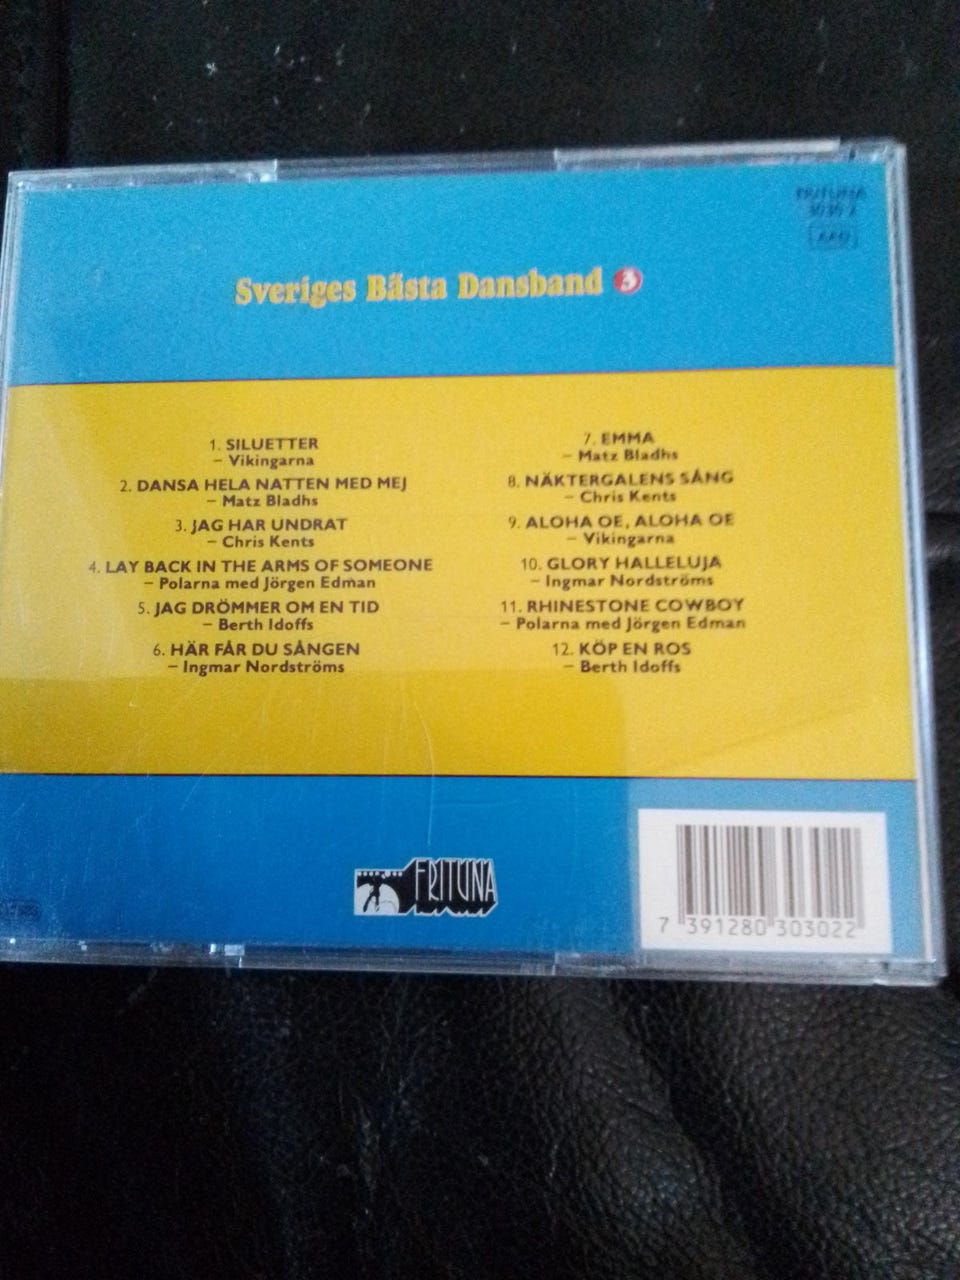 FRITUNA
AAD
Sveriges Bästa Dansband 3
1. SILUETTER
– Vikingarna
2. DANSA HELA NATTEN MED MEJ
– Matz Bladhs
3. JAG HAR UNDRAT
– Chris Kents
4. LAY BACK IN THE ARMS OF SOMEONE
– Polarna med Jörgen Edman
5. JAG DRÖMMER OM EN TID
– Berth Idoffs
6. HÄR FÅR DU SÅNGEN
– Ingmar Nordströms
7. EMMA
– Matz Bladhs
8. NÄKTERGALENS SÅNG
– Chris Kents
9. ALOHA OE, ALOHA OE
– Vikingarna
10. GLORY HALLELUJA
– Ingmar Nordströms
11. RHINESTONE COWBOY
– Polarna med Jörgen Edman
12. KÖP EN ROS
– Berth Idoffs
FRITUNA
7 391280 303022